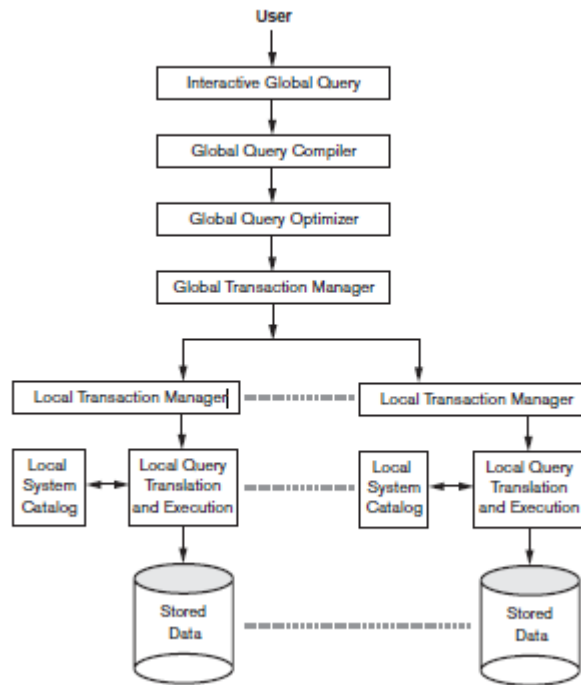 User
Interactive Global Query
Global Query Compiler
Global Query Optimizer
Global Transaction Manager
Local Transaction Manager
Local Transaction Manager
Local
System
Catalog
Local Query
Translation
and Execution
Local
System
Catalog
Local Query
Translation
and Execution
Stored
Data
Stored
Data